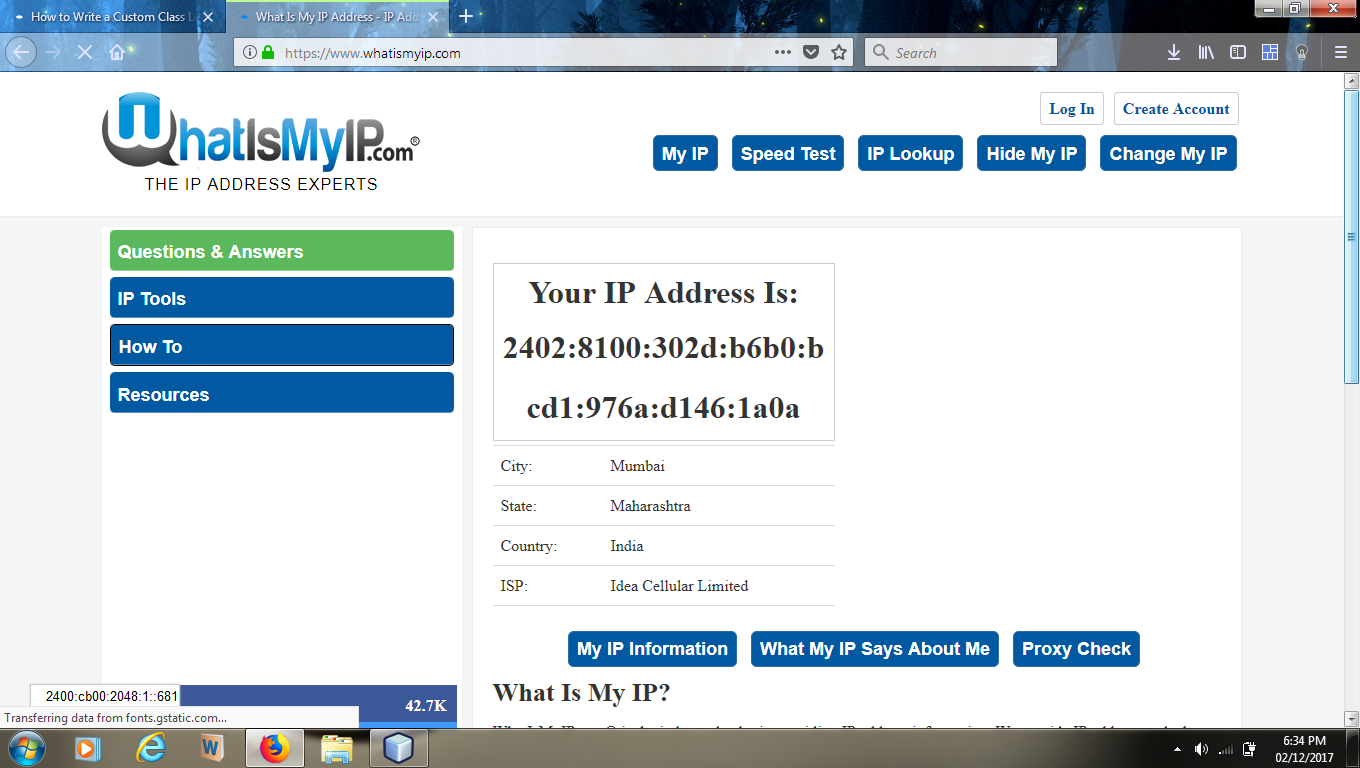 How to Write a Custom Class L
What Is My IP Address - IP Add
https://www.whatismyip.com
Search
WhatIsMyIP.com®
THE IP ADDRESS EXPERTS
Log In
Create Account
My IP
Speed Test
IP Lookup
Hide My IP
Change My IP
Questions & Answers
IP Tools
How To
Resources
Your IP Address Is:
2402:8100:302d:b6b0:b
cd1:976a:d146:1a0a
City: Mumbai
State: Maharashtra
Country: India
ISP: Idea Cellular Limited
My IP Information
What My IP Says About Me
Proxy Check
What Is My IP?
2400:cb00:2048:1::681
42.7K
Transferring data from fonts.gstatic.com...
6:34 PM
02/12/2017